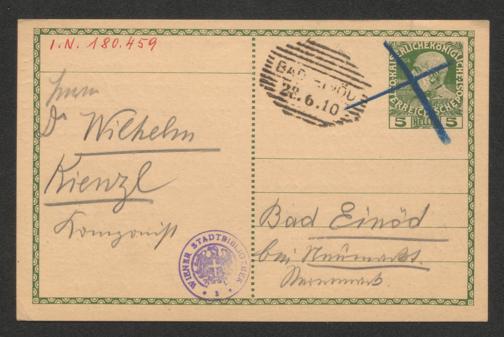 I.N. 180.459
Herrn
Dr Wilhelm
Kienzl
Komponist
BAD EINÖD
28.6.10
5 5
WIENER STADTBIBLIOTHEK
Bad Einöd
bei Neumarkt.
Steiermark